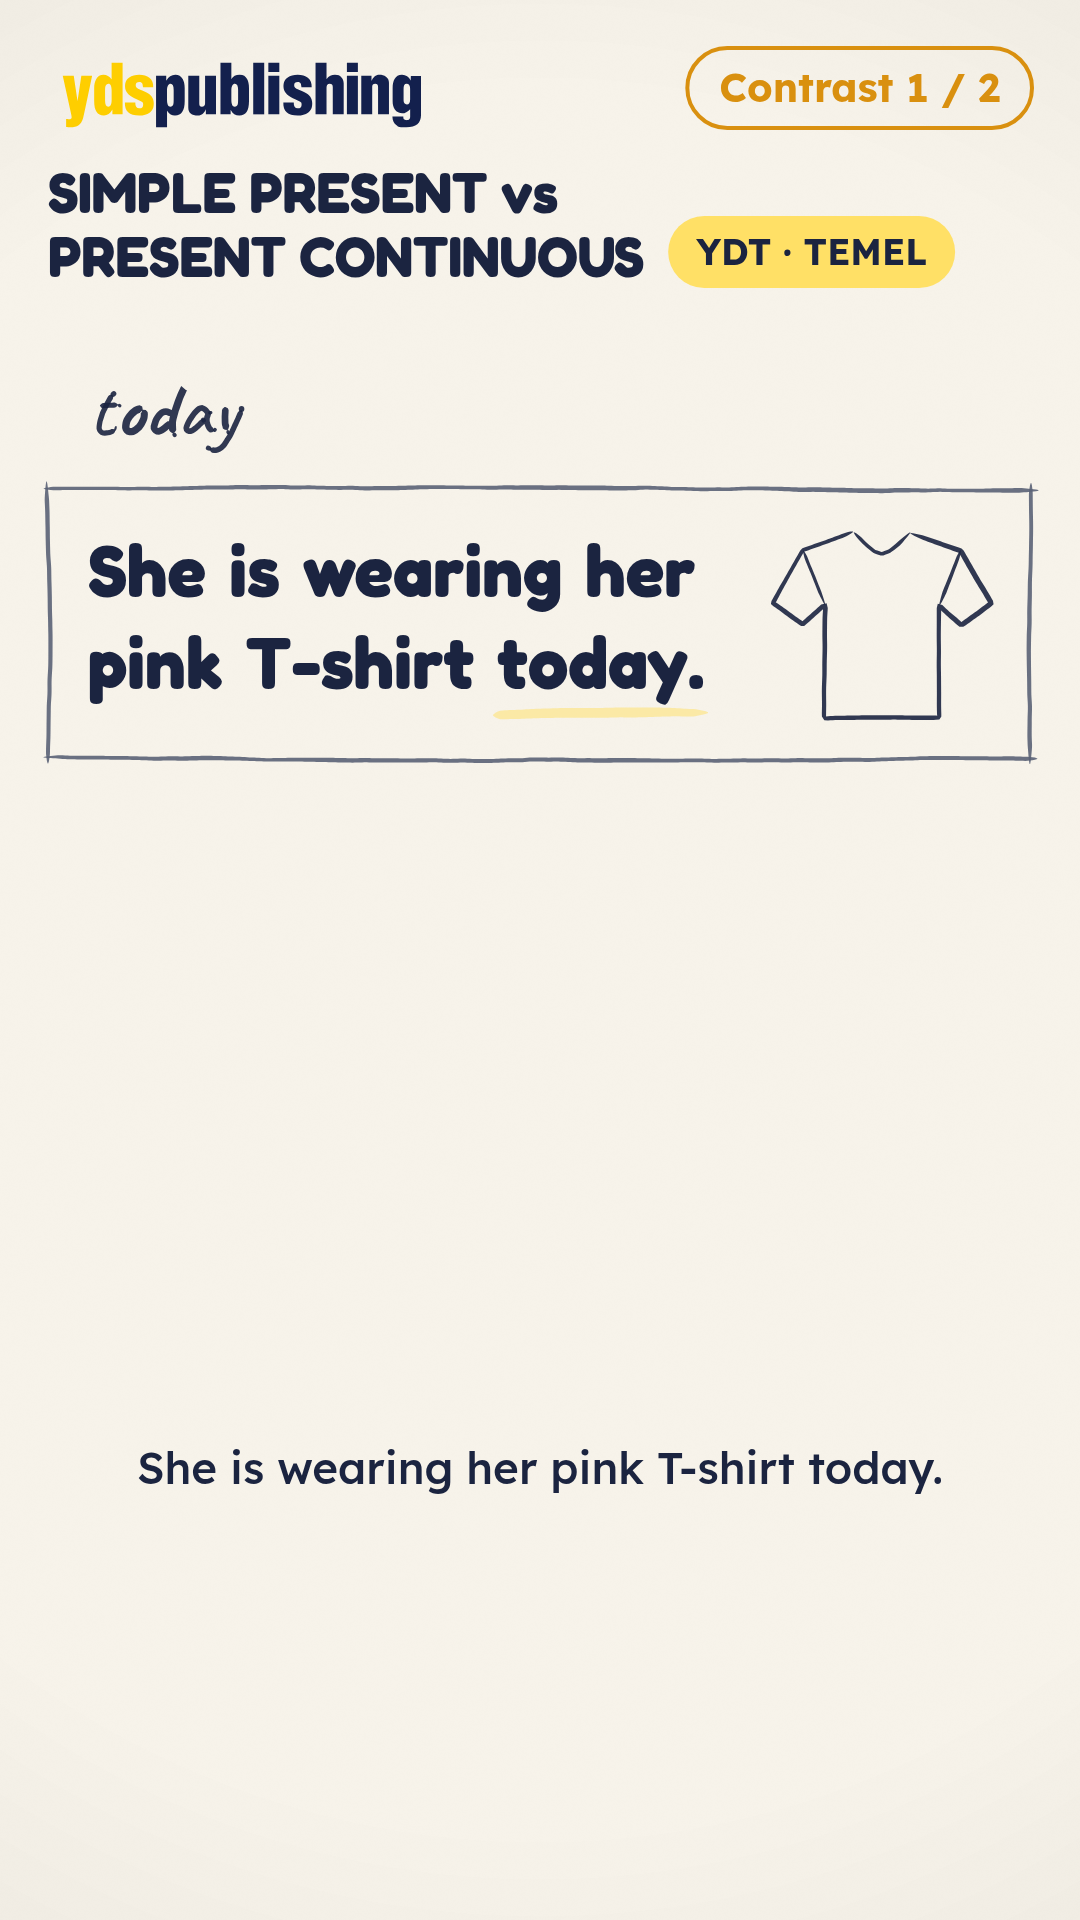 ydspublishing
Contrast 1 / 2
SIMPLE PRESENT vs
PRESENT CONTINUOUS
YDT · TEMEL
today
She is wearing her
pink T-shirt today.
She is wearing her pink T-shirt today.